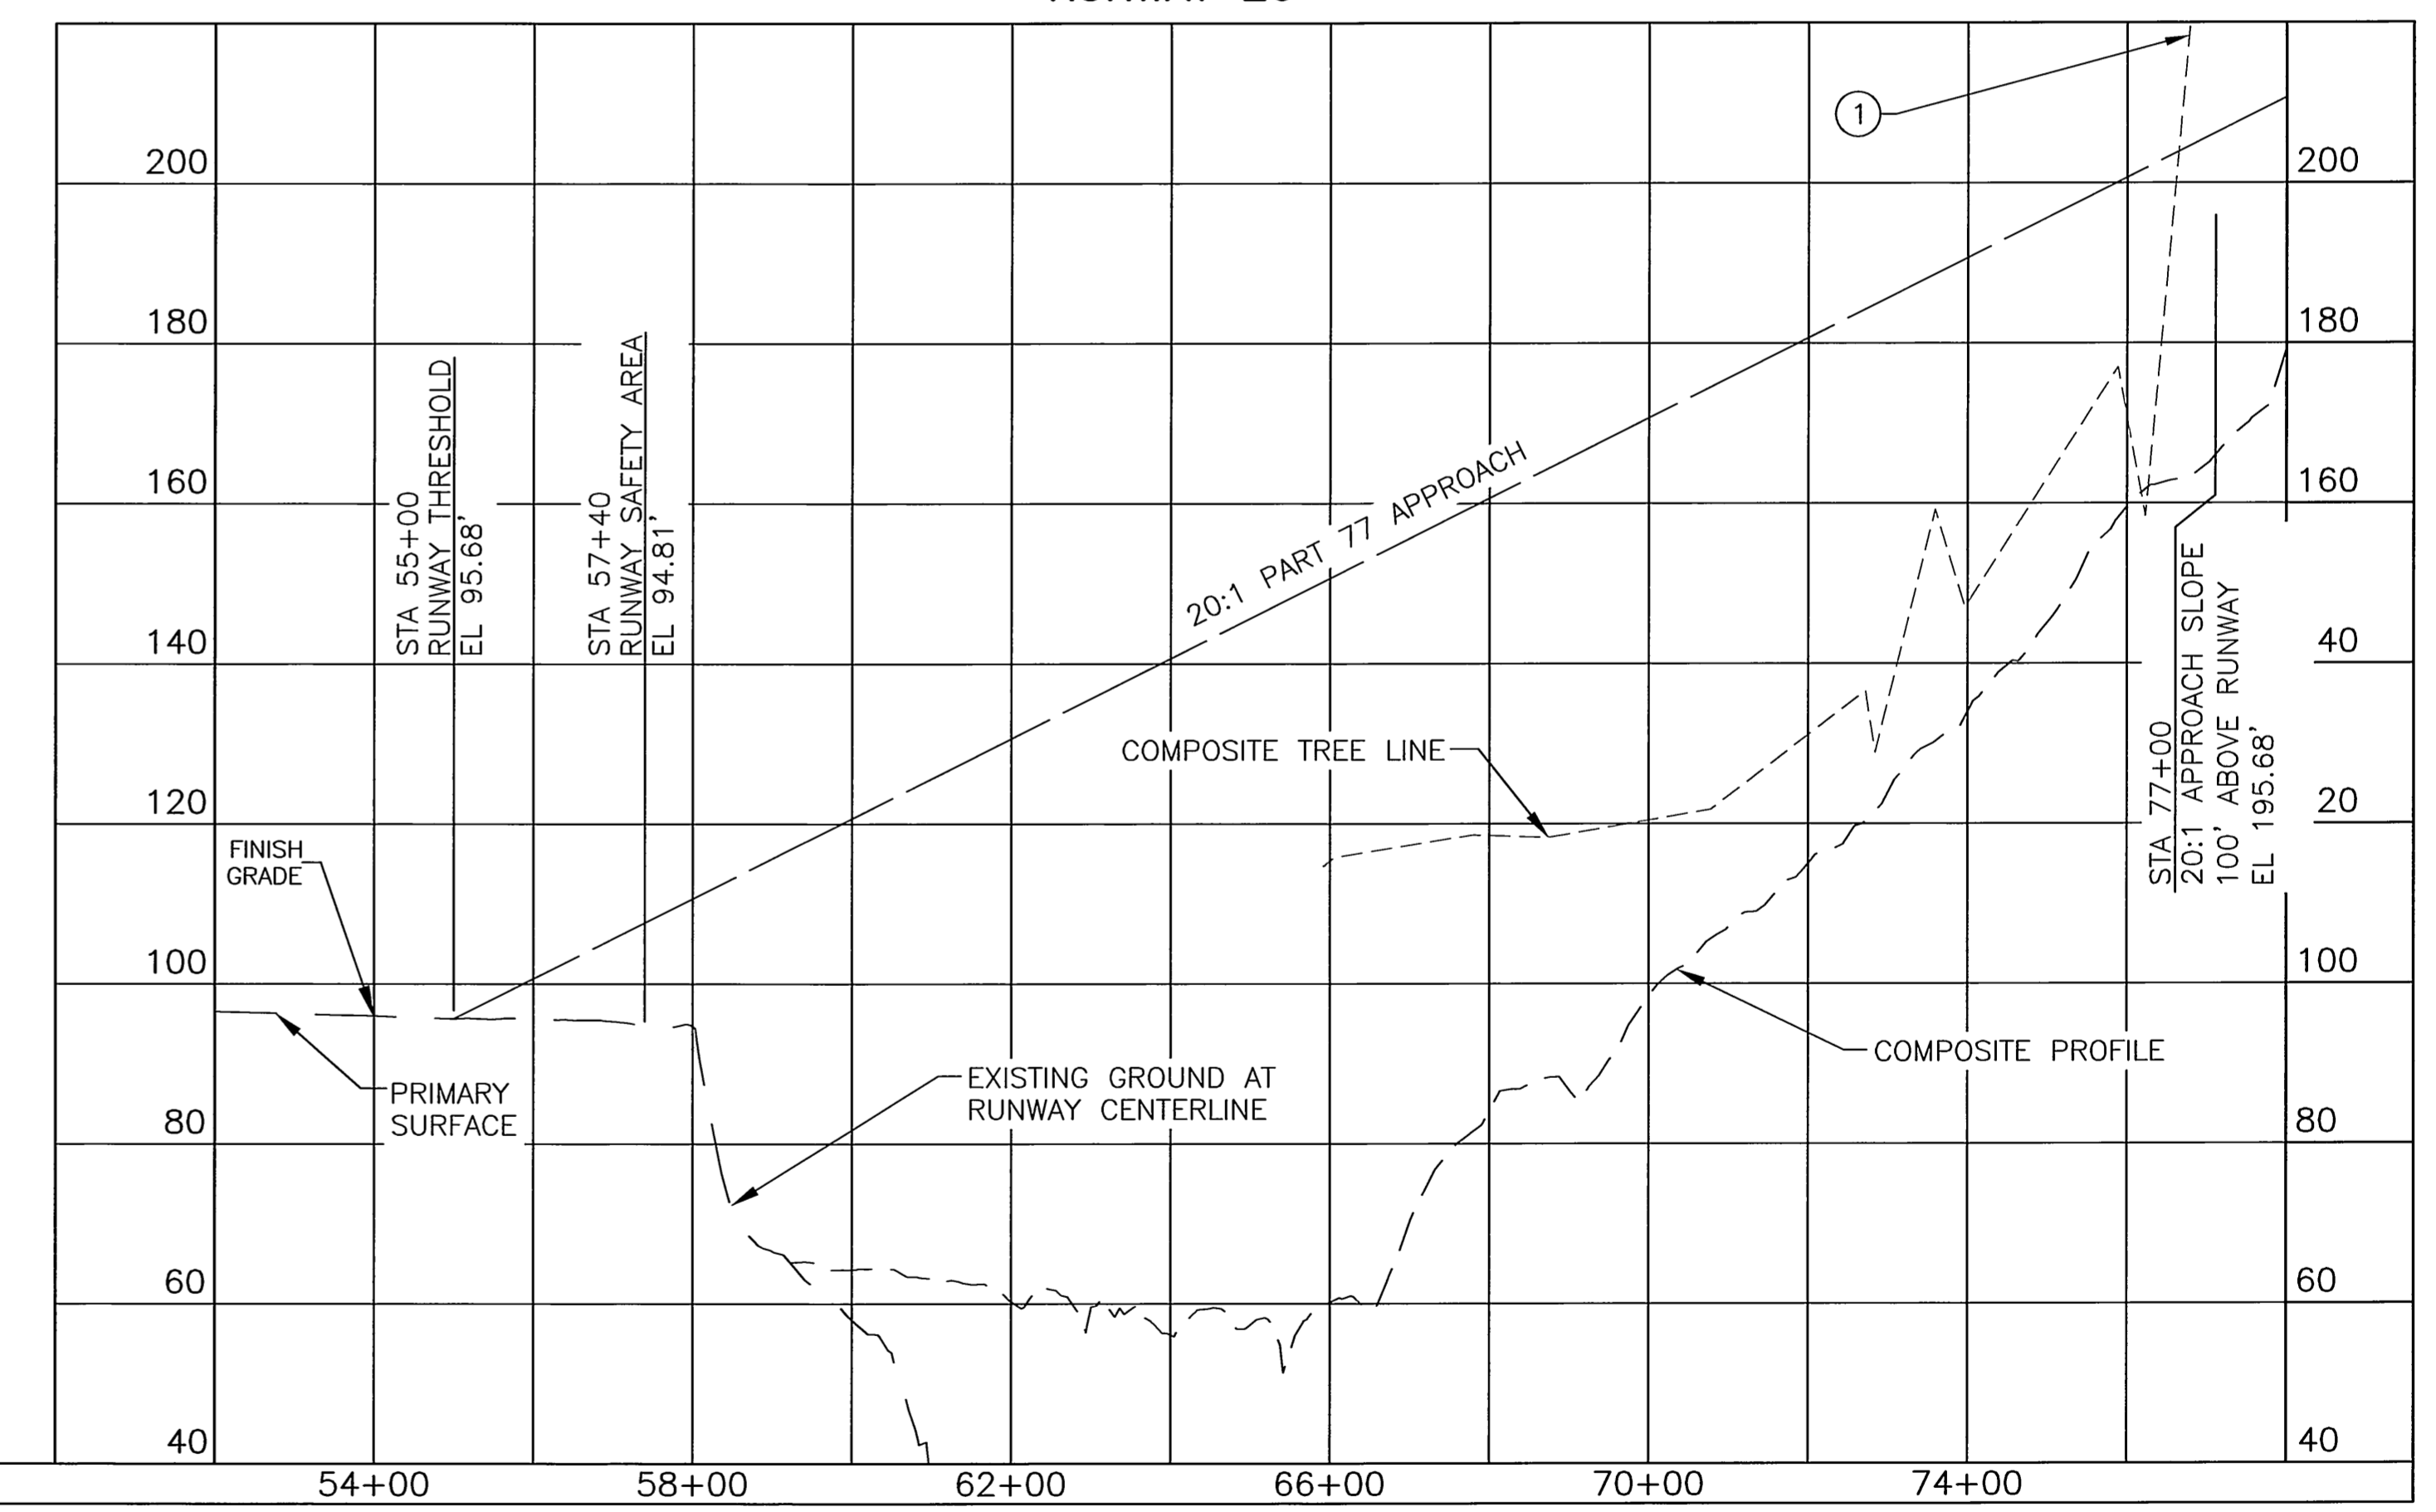 1
200
200
180
180
STA 55+00
RUNWAY THRESHOLD
EL 95.68'
STA 57+40
RUNWAY SAFETY AREA
EL 94.81'
20:1 PART 77 APPROACH
160
160
140
40
STA 77+00
20:1 APPROACH SLOPE
100' ABOVE RUNWAY
EL 195.68'
COMPOSITE TREE LINE
120
20
FINISH
GRADE
100
100
COMPOSITE PROFILE
PRIMARY
SURFACE
EXISTING GROUND AT
RUNWAY CENTERLINE
80
80
60
60
40
40
54+00 58+00 62+00 66+00 70+00 74+00